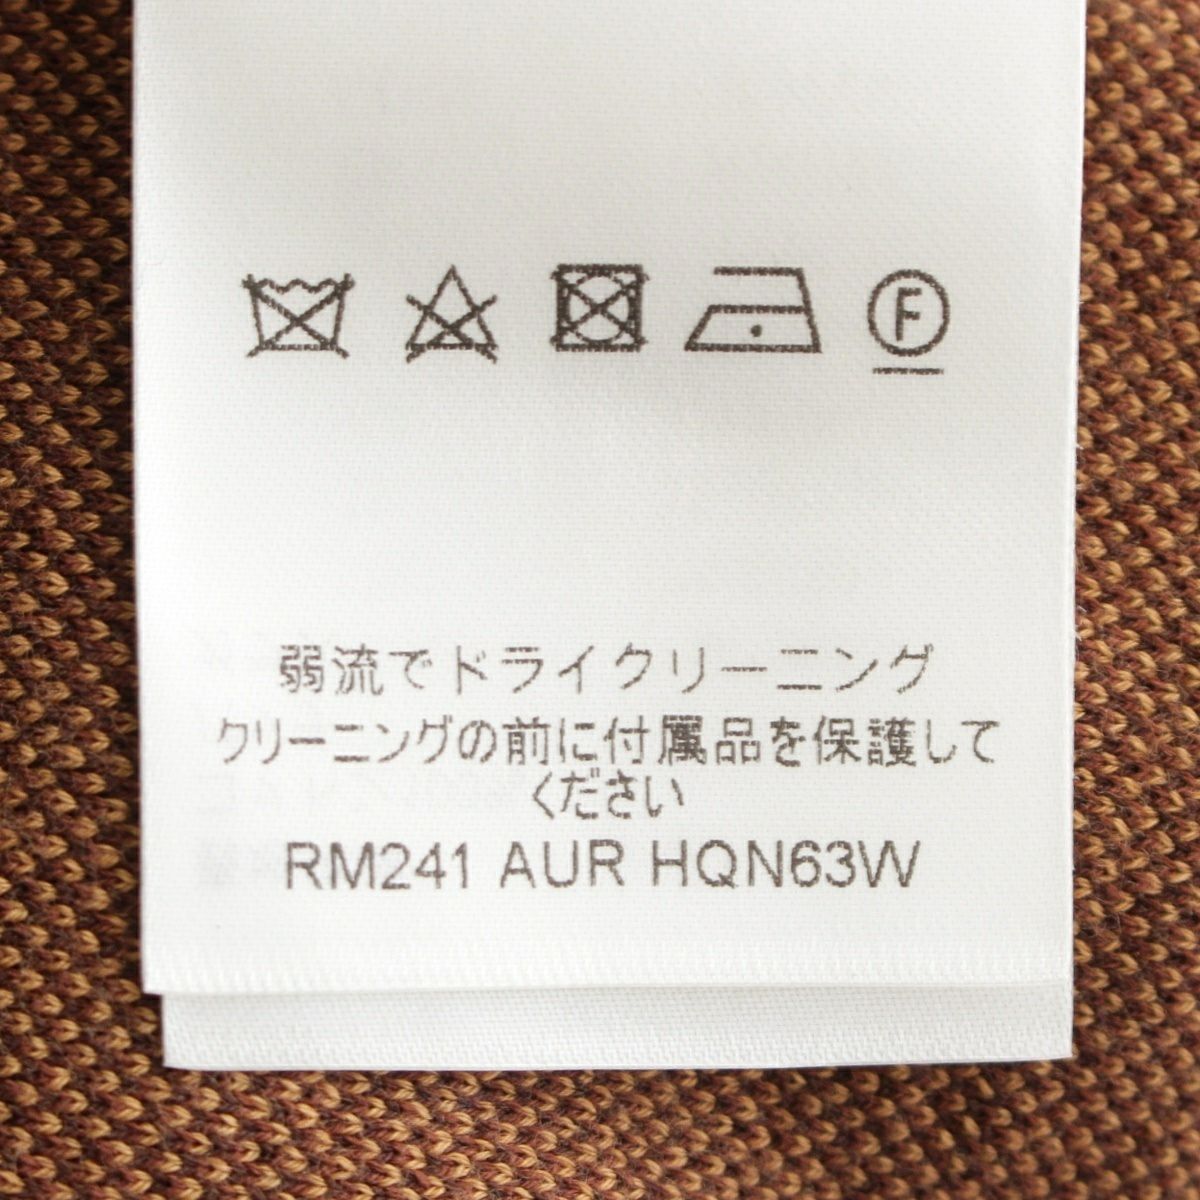 F
弱流でドライクリーニング
クリーニングの前に付属品を保護して
ください
RM241 AUR HQN63W